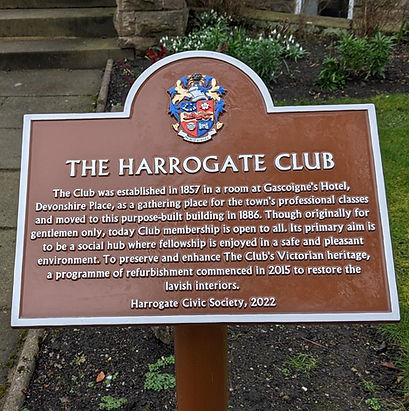 THE HARROGATE CLUB
The Club was established in 1857 in a room at Gascoigne's Hotel,
Devonshire Place, as a gathering place for the town's professional classes
and moved to this purpose-built building in 1886. Though originally for
gentlemen only, today Club membership is open to all. Its primary aim is
to be a social hub where fellowship is enjoyed in a safe and pleasant
environment. To preserve and enhance The Club's Victorian heritage,
a programme of refurbishment commenced in 2015 to restore the
lavish interiors.
Harrogate Civic Society, 2022